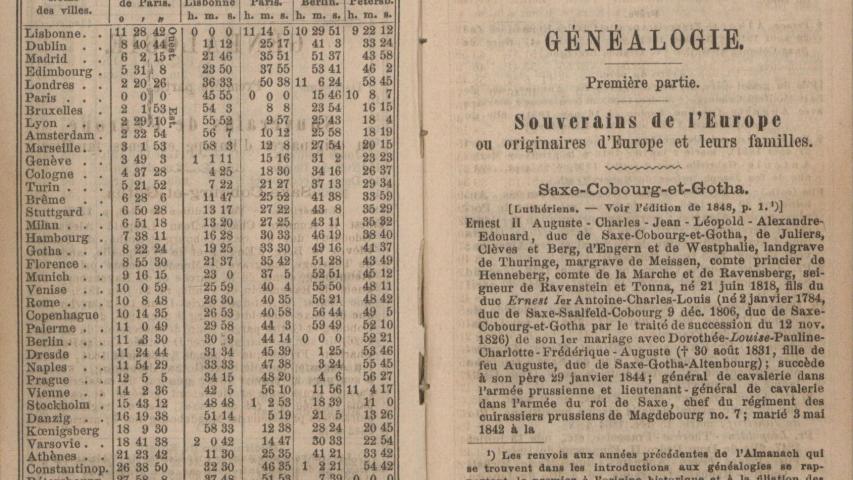 des villes.
de Paris.
Lisbonne
Paris.
Berlin.
Petersb.
o , „ h. m. s. h. m. s. h. m. s. h. m. s.
Lisbonne. . . 11 28 42 0 0 0 11 14 5 10 29 51 9 22 12
Dublin . . 8 40 44 11 12 25 17 41 3 33 24
Madrid . . 6 2 15 21 46 35 51 51 37 43 58
Edimbourg . 5 31 8 23 50 37 55 53 41 46 2
Londres . . 2 20 26 36 33 50 38 11 6 24 58 45
Paris . . . 0 0 0 45 55 0 0 0 15 46 10 8 7
Bruxelles . 2 1 53 54 3 8 8 23 54 16 15
Lyon . . . 2 29 10 55 52 9 57 25 43 18 4
Amsterdam . 2 32 54 56 7 10 12 25 58 18 19
Marseille. . 3 1 53 58 3 12 8 27 54 20 15
Genève . . 3 49 3 1 1 11 15 16 31 2 23 23
Cologne . . 4 37 28 4 25 18 30 34 16 26 37
Turin . . . 5 21 52 7 22 21 27 37 13 29 34
Brême . . 6 28 6 11 47 25 52 41 38 33 59
Stuttgard . 6 50 28 13 17 27 22 43 8 35 29
Milan . . . 6 51 18 13 20 27 25 43 11 35 32
Hambourg . 7 38 11 16 28 30 33 46 19 38 40
Gotha . . . 8 22 24 19 25 33 30 49 16 41 37
Florence . . 8 55 30 21 37 35 42 51 28 43 49
Munich . . 9 16 15 23 0 37 5 52 51 45 12
Venise . . 10 0 59 25 59 40 4 55 50 48 11
Rome . . . 10 8 48 26 30 40 35 56 21 48 42
Copenhague 10 14 35 26 53 40 58 56 44 49 5
Palerme . . 11 0 49 29 58 44 3 59 49 52 10
Berlin . . . 11 3 30 30 9 44 14 0 0 0 52 21
Dresde . . 11 24 44 31 34 45 39 1 25 53 46
Naples . . 11 54 29 33 33 47 38 3 24 55 45
Prague . . 12 5 5 34 15 48 20 4 6 56 27
Vienne . . 14 2 36 42 5 56 10 11 56 11 4 17
Stockholm . 15 43 12 48 48 1 2 53 18 39 11 0
Danzig . . 16 19 38 51 14 5 19 21 5 13 26
Kœnigsberg 18 9 30 58 33 12 38 28 24 20 45
Varsovie. . 18 41 38 2 0 42 14 47 30 33 22 54
Athènes . . 21 23 42 11 30 25 35 41 21 33 42
Constantinop. 26 38 50 32 30 46 35 1 2 21 54 42
Ouest
Est.
GÉNÉALOGIE.
Première partie.
Souverains de l'Europe
ou originaires d'Europe et leurs familles.
Saxe-Cobourg-et-Gotha.
[Luthériens. — Voir l'édition de 1848, p. 1.¹)]
Ernest II Auguste - Charles - Jean - Léopold - Alexandre-
Edouard, duc de Saxe-Cobourg-et-Gotha, de Juliers,
Clèves et Berg, d'Engern et de Westphalie, landgrave
de Thuringe, margrave de Meissen, comte princier de
Henneberg, comte de la Marche et de Ravensberg, sei-
gneur de Ravenstein et Tonna, né 21 juin 1818, fils du
duc Ernest Ier Antoine-Charles-Louis (né 2 janvier 1784,
duc de Saxe-Saalfeld-Cobourg 9 déc. 1806, duc de Saxe-
Cobourg-et-Gotha par le traité de succession du 12 nov.
1826) de son 1er mariage avec Dorothée-Louise-Pauline-
Charlotte-Frédérique-Auguste († 30 août 1831, fille de
feu Auguste, duc de Saxe-Gotha-Altenbourg); succède
à son père 29 janvier 1844; général de cavalerie dans
l'armée prussienne et lieutenant-général de cavalerie
dans l'armée du roi de Saxe, chef du régiment des
cuirassiers prussiens de Magdebourg no. 7; marié 3 mai
1842 à la
¹) Les renvois aux années précédentes de l'Almanach qui
se trouvent dans les introductions aux généalogies se rap-